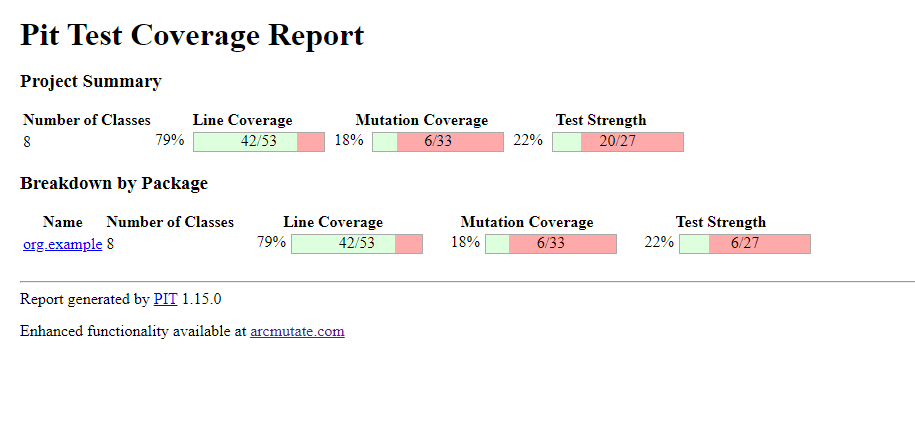 Pit Test Coverage Report
Project Summary
Number of Classes Line Coverage Mutation Coverage Test Strength
8 79% 42/53 18% 6/33 22% 20/27
Breakdown by Package
Name Number of Classes Line Coverage Mutation Coverage Test Strength
org.example 8 79% 42/53 18% 6/33 22% 6/27
Report generated by PIT 1.15.0
Enhanced functionality available at arcmutate.com